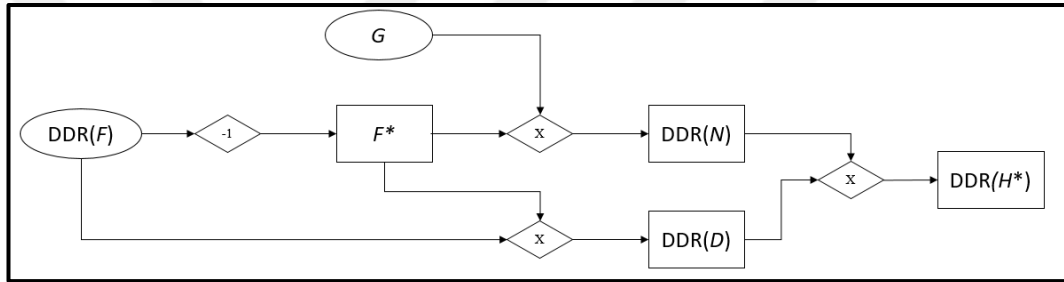 G
DDR(F)
-1
F*
X
DDR(N)
X
DDR(H*)
X
DDR(D)